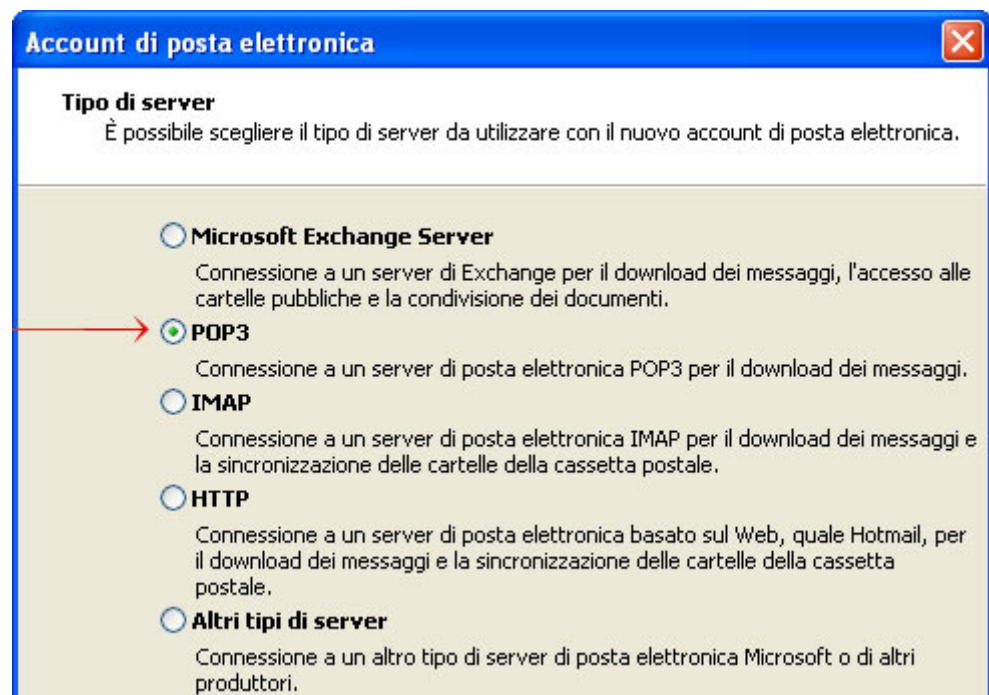 Account di posta elettronica
Tipo di server
È possibile scegliere il tipo di server da utilizzare con il nuovo account di posta elettronica.
Microsoft Exchange Server
Connessione a un server di Exchange per il download dei messaggi, l'accesso alle
cartelle pubbliche e la condivisione dei documenti.
POP3
Connessione a un server di posta elettronica POP3 per il download dei messaggi.
IMAP
Connessione a un server di posta elettronica IMAP per il download dei messaggi e
la sincronizzazione delle cartelle della cassetta postale.
HTTP
Connessione a un server di posta elettronica basato sul Web, quale Hotmail, per
il download dei messaggi e la sincronizzazione delle cartelle della cassetta
postale.
Altri tipi di server
Connessione a un altro tipo di server di posta elettronica Microsoft o di altri
produttori.